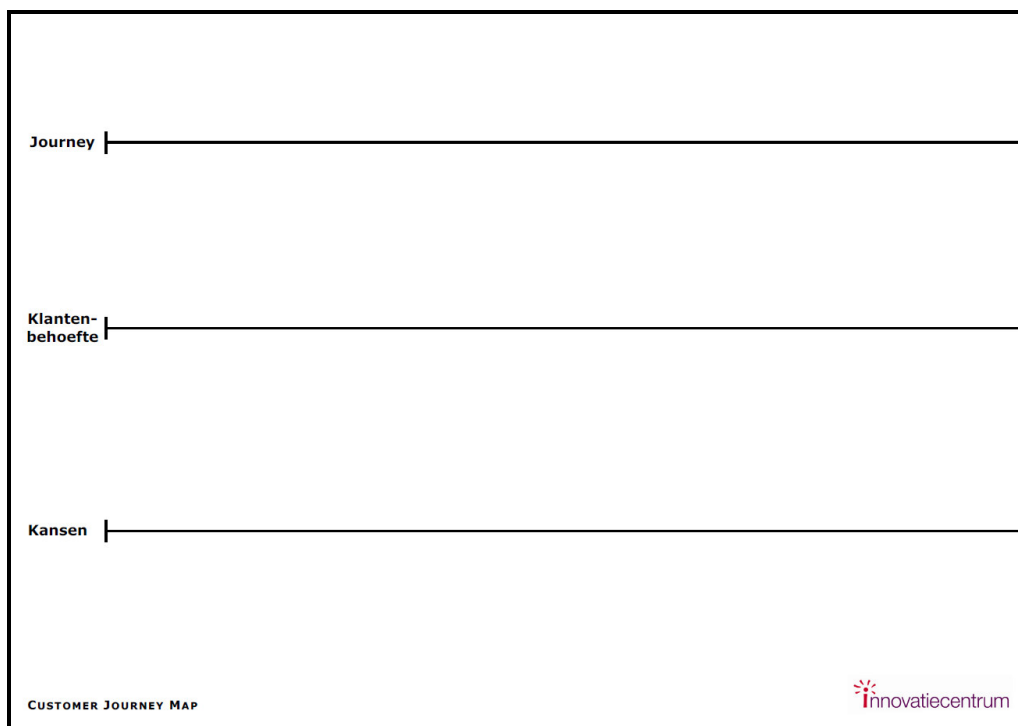 Journey
Klanten-
behoefte
Kansen
CUSTOMER JOURNEY MAP
innovatiecentrum